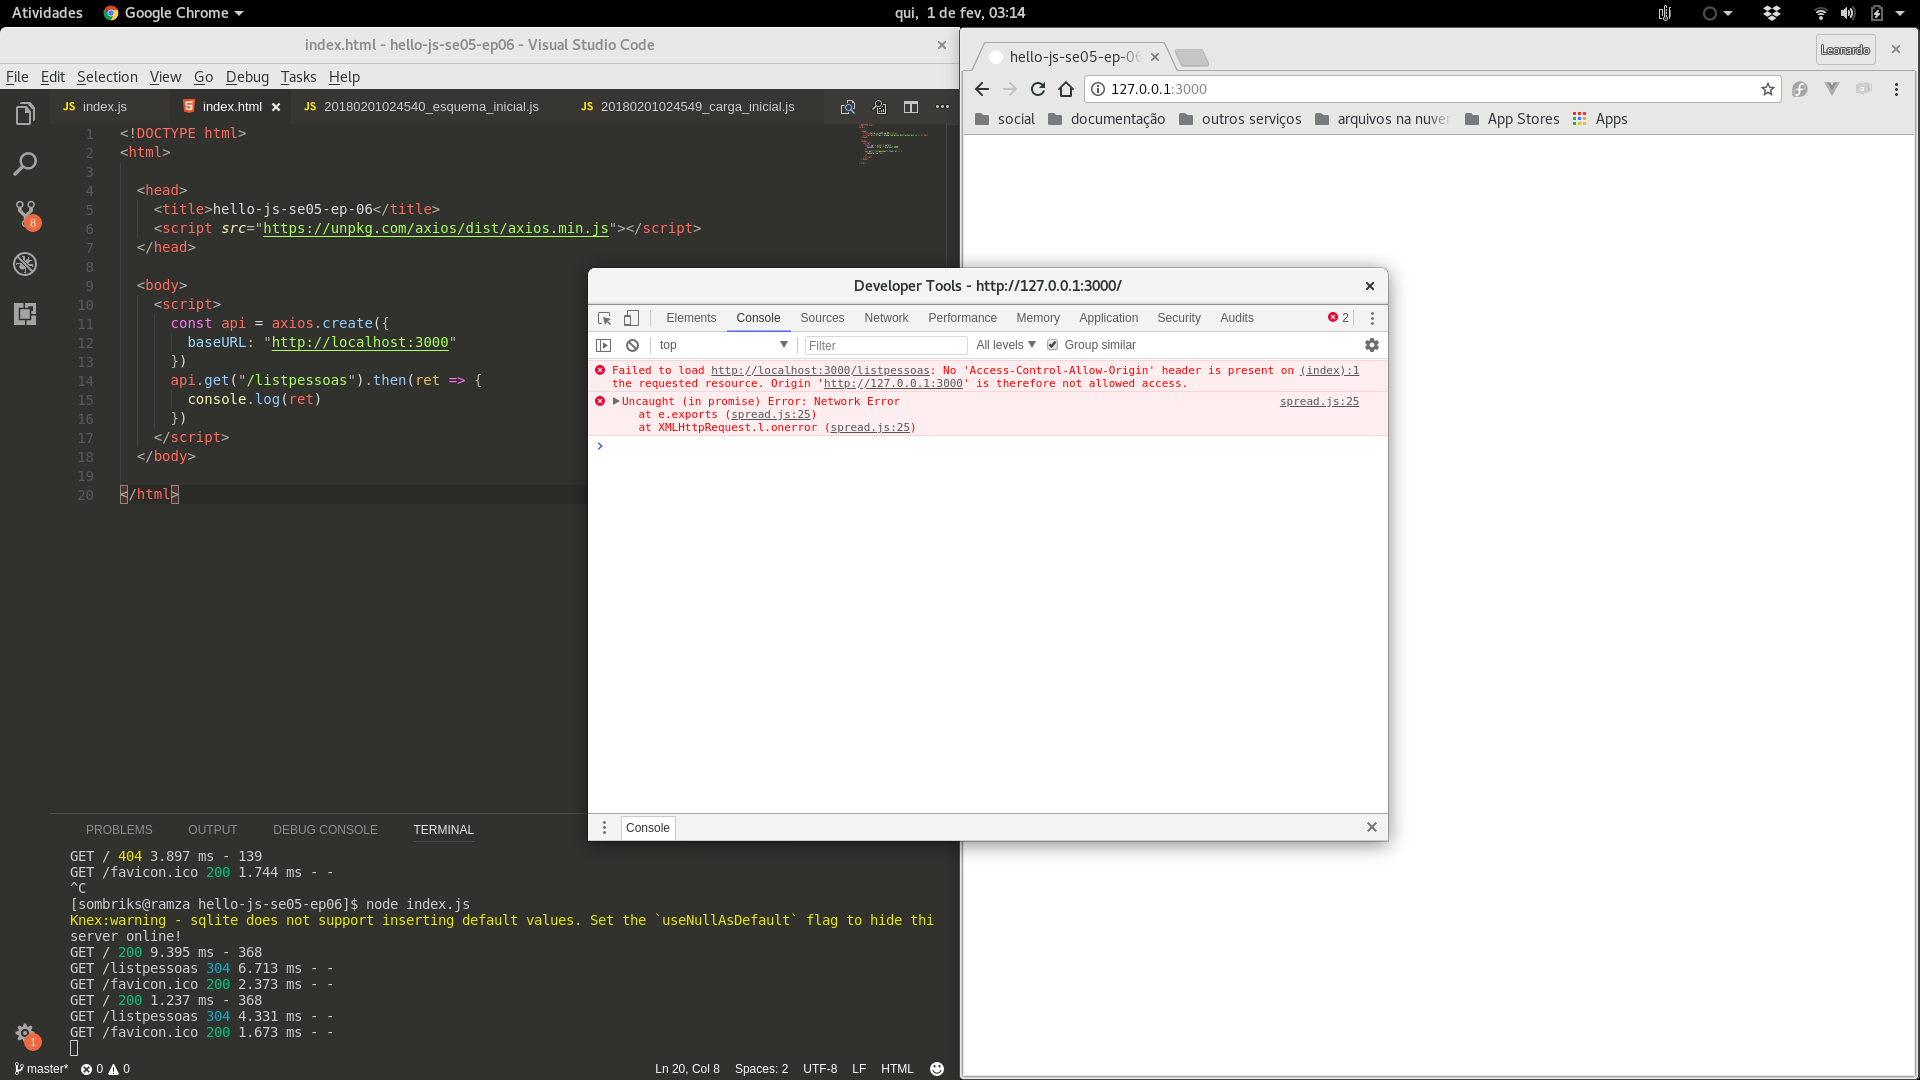 Atividades Google Chrome qui, 1 de fev, 03:14
index.html - hello-js-se05-ep06 - Visual Studio Code
File Edit Selection View Go Debug Tasks Help
JS index.js index.html JS 20180201024540_esquema_inicial.js JS 20180201024549_carga_inicial.js
1 <!DOCTYPE html>
2 <html>
3
4 <head>
5 <title>hello-js-se05-ep-06</title>
6 <script src="https://unpkg.com/axios/dist/axios.min.js"></script>
7 </head>
8
9 <body>
10 <script>
11 const api = axios.create({
12 baseURL: "http://localhost:3000"
13 })
14 api.get("/listpessoas").then(ret => {
15 console.log(ret)
16 })
17 </script>
18 </body>
19
20 </html>
8
1
PROBLEMS OUTPUT DEBUG CONSOLE TERMINAL
GET / 404 3.897 ms - 139
GET /favicon.ico 200 1.744 ms - -
^C
[sombriks@ramza hello-js-se05-ep06]$ node index.js
Knex:warning - sqlite does not support inserting default values. Set the `useNullAsDefault` flag to hide thi
server online!
GET / 200 9.395 ms - 368
GET /listpessoas 304 6.713 ms - -
GET /favicon.ico 200 2.373 ms - -
GET / 200 1.237 ms - 368
GET /listpessoas 304 4.331 ms - -
GET /favicon.ico 200 1.673 ms - -
master* 0 0 Ln 20, Col 8 Spaces: 2 UTF-8 LF HTML
hello-js-se05-ep-06 Leonardo
127.0.0.1:3000
social documentação outros serviços arquivos na nuven App Stores Apps
Developer Tools - http://127.0.0.1:3000/
Elements Console Sources Network Performance Memory Application Security Audits 2
top Filter All levels Group similar
Failed to load http://localhost:3000/listpessoas: No 'Access-Control-Allow-Origin' header is present on (index):1
the requested resource. Origin 'http://127.0.0.1:3000' is therefore not allowed access.
Uncaught (in promise) Error: Network Error spread.js:25
at e.exports (spread.js:25)
at XMLHttpRequest.l.onerror (spread.js:25)
Console